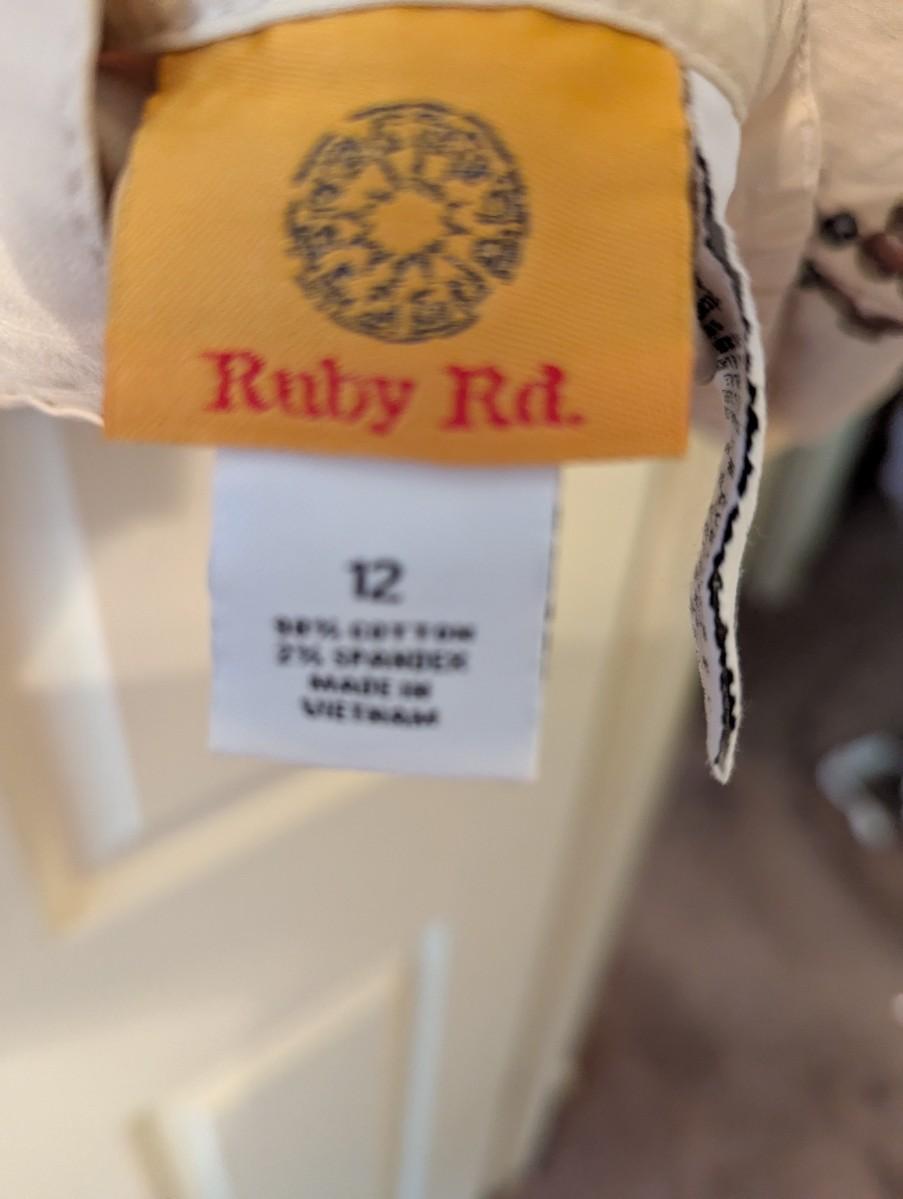 Ruby Rd.
12
98% COTTON
2% SPANDEX
MADE IN
VIETNAM